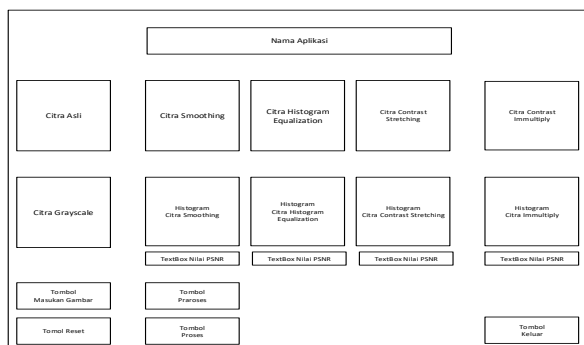 Nama Aplikasi
Citra Asli
Citra Smoothing
Citra Histogram
Equalization
Citra Contrast
Stretching
Citra Contrast
Immultiply
Citra Grayscale
Histogram
Citra Smoothing
Histogram
Citra Histogram
Equalization
Histogram
Citra Contrast Stretching
Histogram
Citra Immultiply
TextBox Nilai PSNR
TextBox Nilai PSNR
TextBox Nilai PSNR
TextBox Nilai PSNR
Tombol
Masukan Gambar
Tombol
Praroses
Tomol Reset
Tombol
Proses
Tombol
Keluar